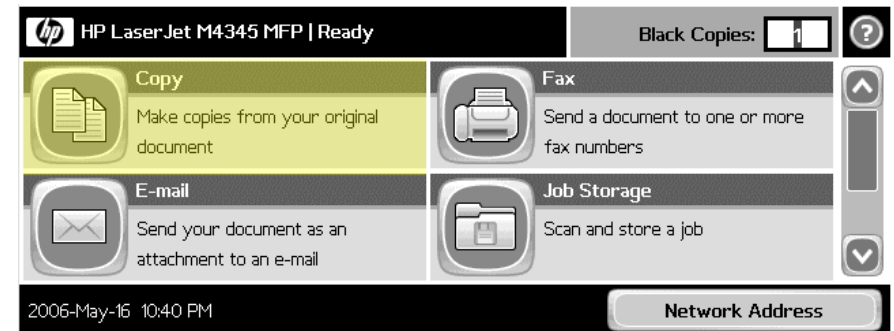 hp HP LaserJet M4345 MFP | Ready
Black Copies: 1 ?
Copy
Make copies from your original
document
Fax
Send a document to one or more
fax numbers
E-mail
Send your document as an
attachment to an e-mail
Job Storage
Scan and store a job
2006-May-16 10:40 PM
Network Address